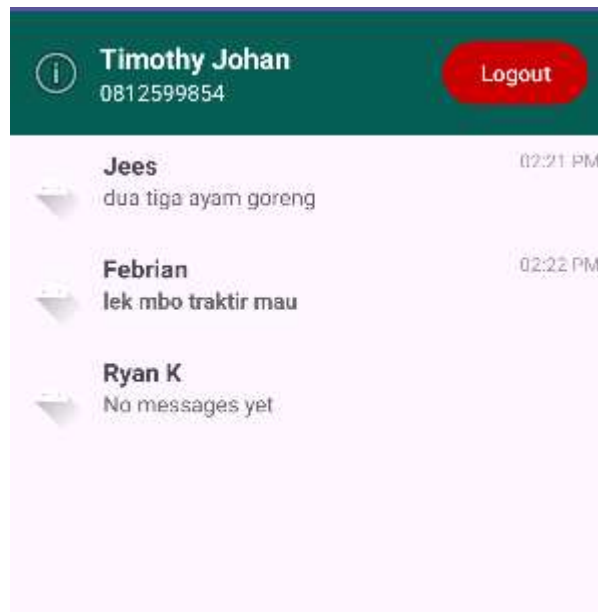 Timothy Johan
0812599854
Logout
Jees
02:21 PM
dua tiga ayam goreng
Febrian
02:22 PM
lek mbo traktir mau
Ryan K
No messages yet